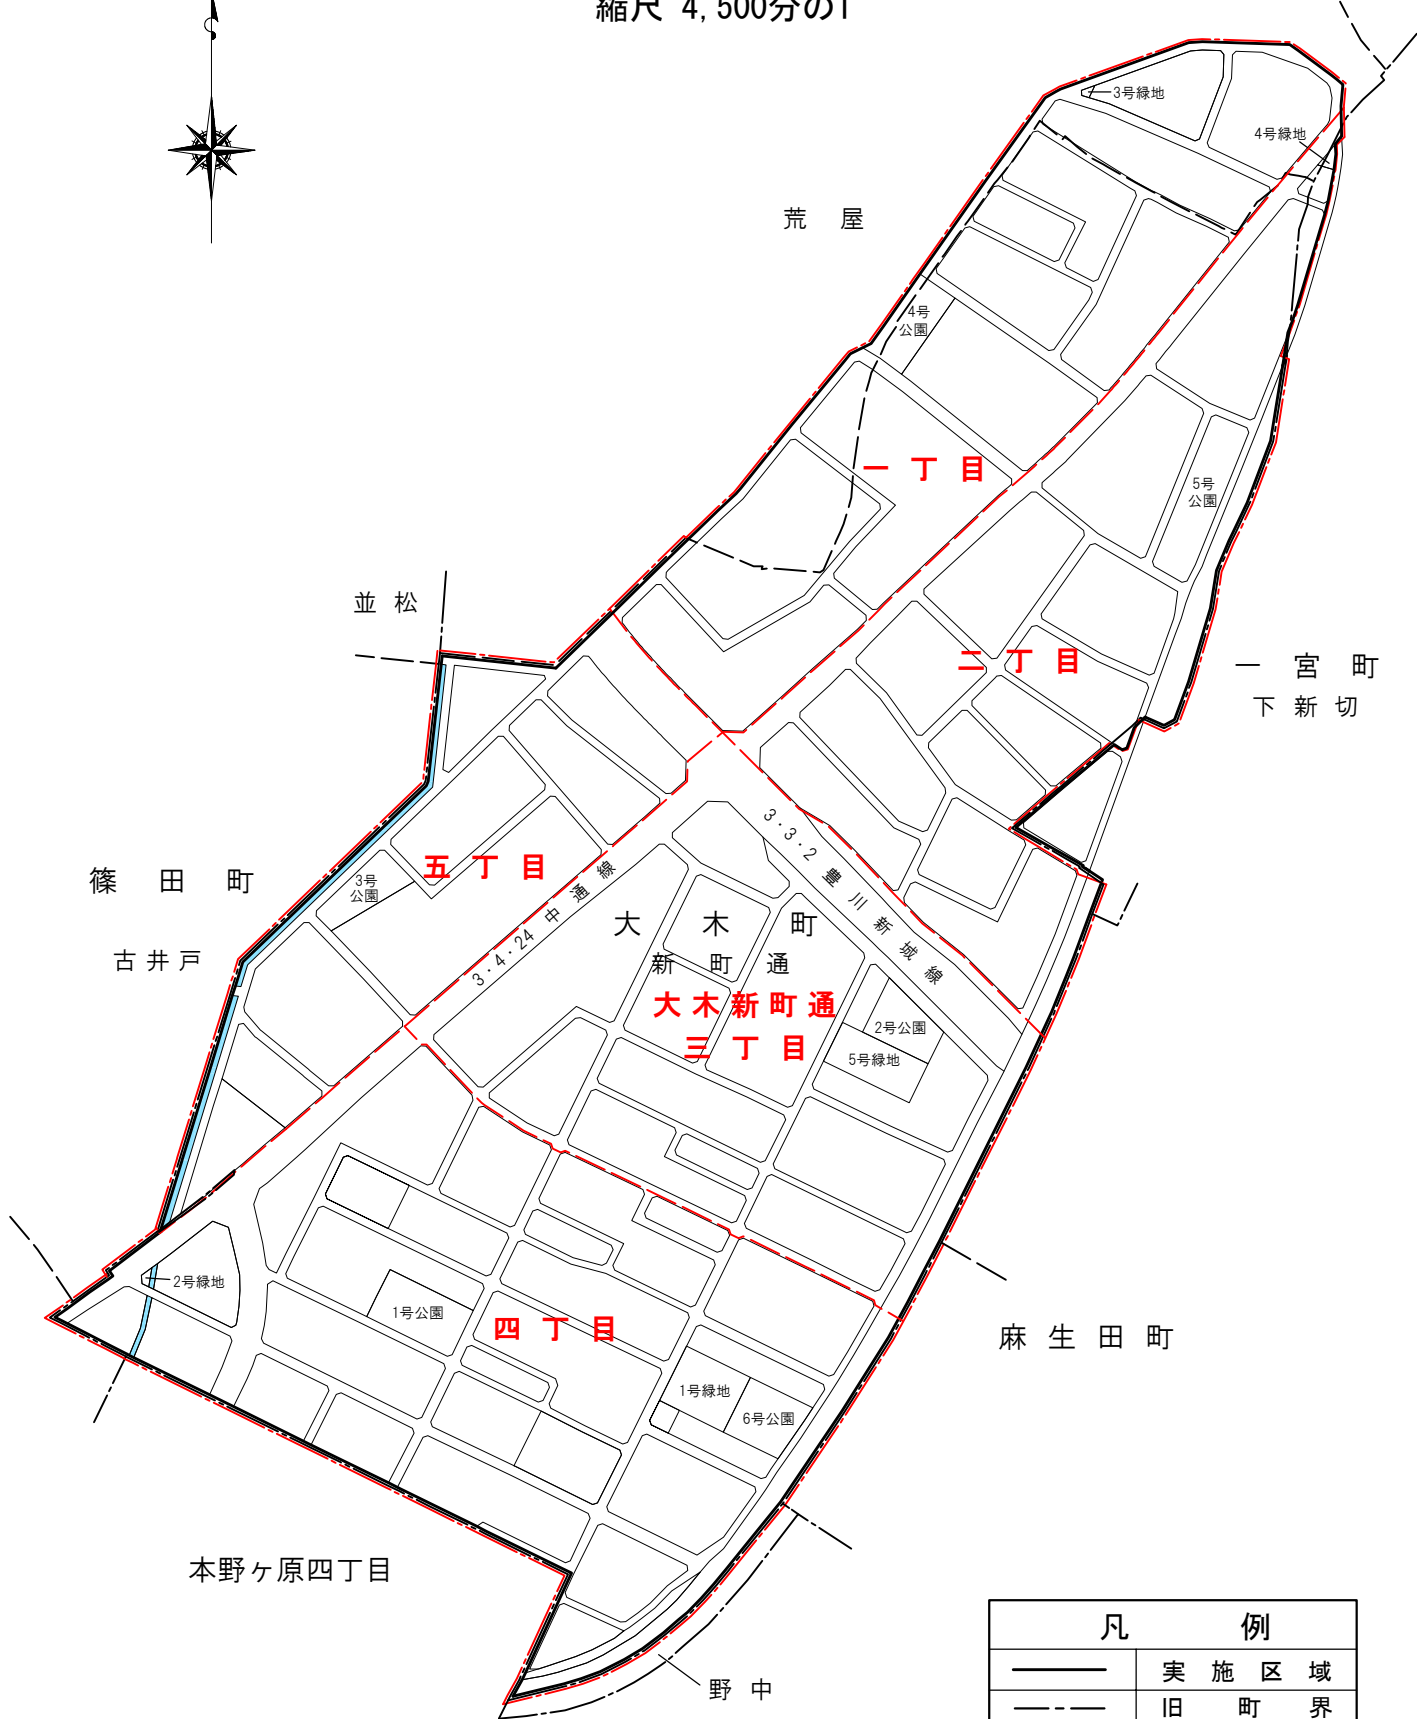 縮尺 4,500分の1
3号緑地
4号緑地
荒屋
4号
公園
一丁目
5号
公園
並松
二丁目
一宮町
下新切
3・3・2 豊川新城線
五丁目
3号
公園
篠田町
古井戸
3・4・24 中通線
大木町
新町通
大木新町通
三丁目
2号公園
5号緑地
2号緑地
1号公園
四丁目
麻生田町
1号緑地
6号公園
本野ヶ原四丁目
野中
凡例
実施区域
旧町界